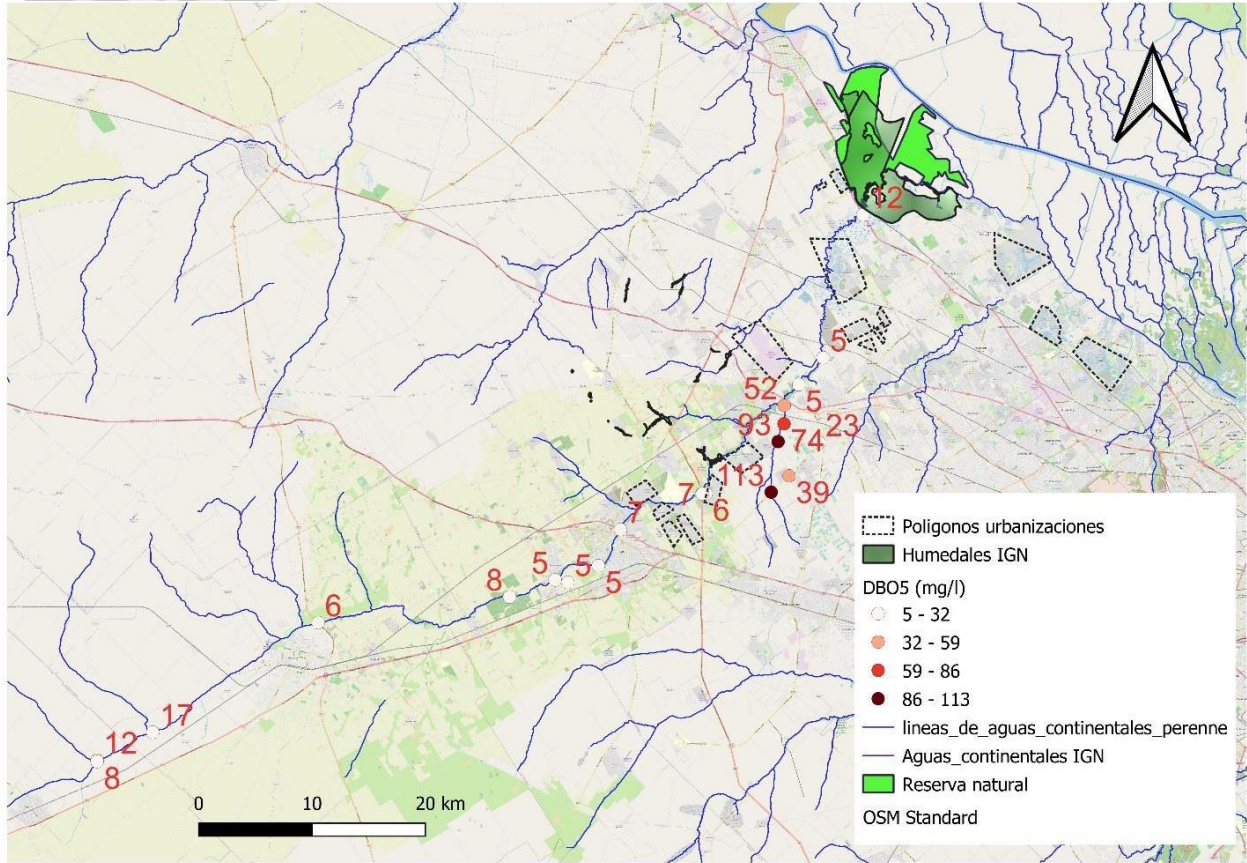 12
5
52
5
93
23
74
113
39
7
6
7
5
5
5
8
6
17
12
8
0
10
20 km
Poligonos urbanizaciones
Humedales IGN
DBO5 (mg/l)
5 - 32
32 - 59
59 - 86
86 - 113
lineas_de_aguas_continentales_perenne
Aguas_continentales IGN
Reserva natural
OSM Standard